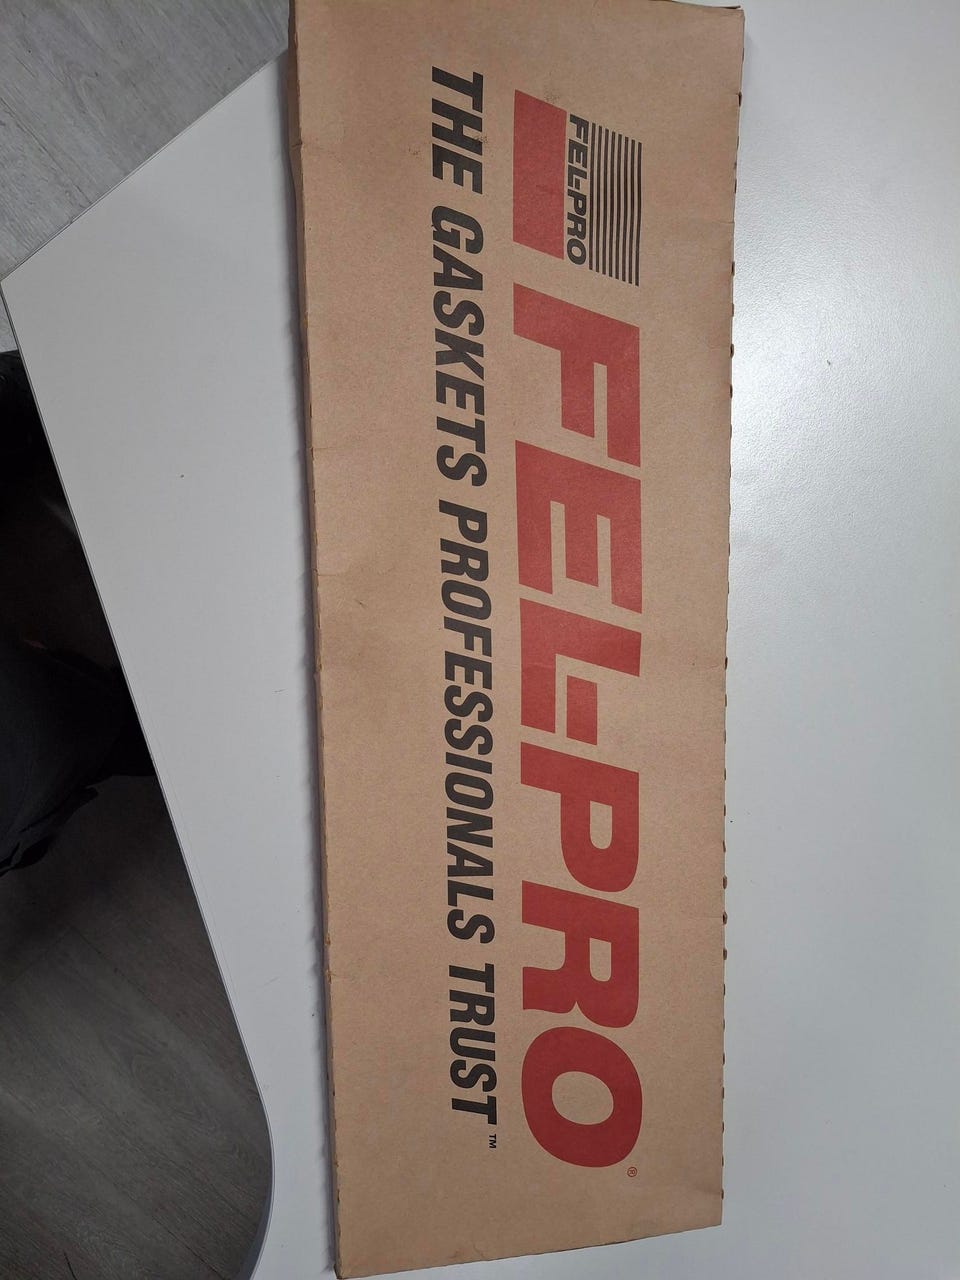 FEL-PRO
FEL-PRO®
THE GASKETS PROFESSIONALS TRUST™